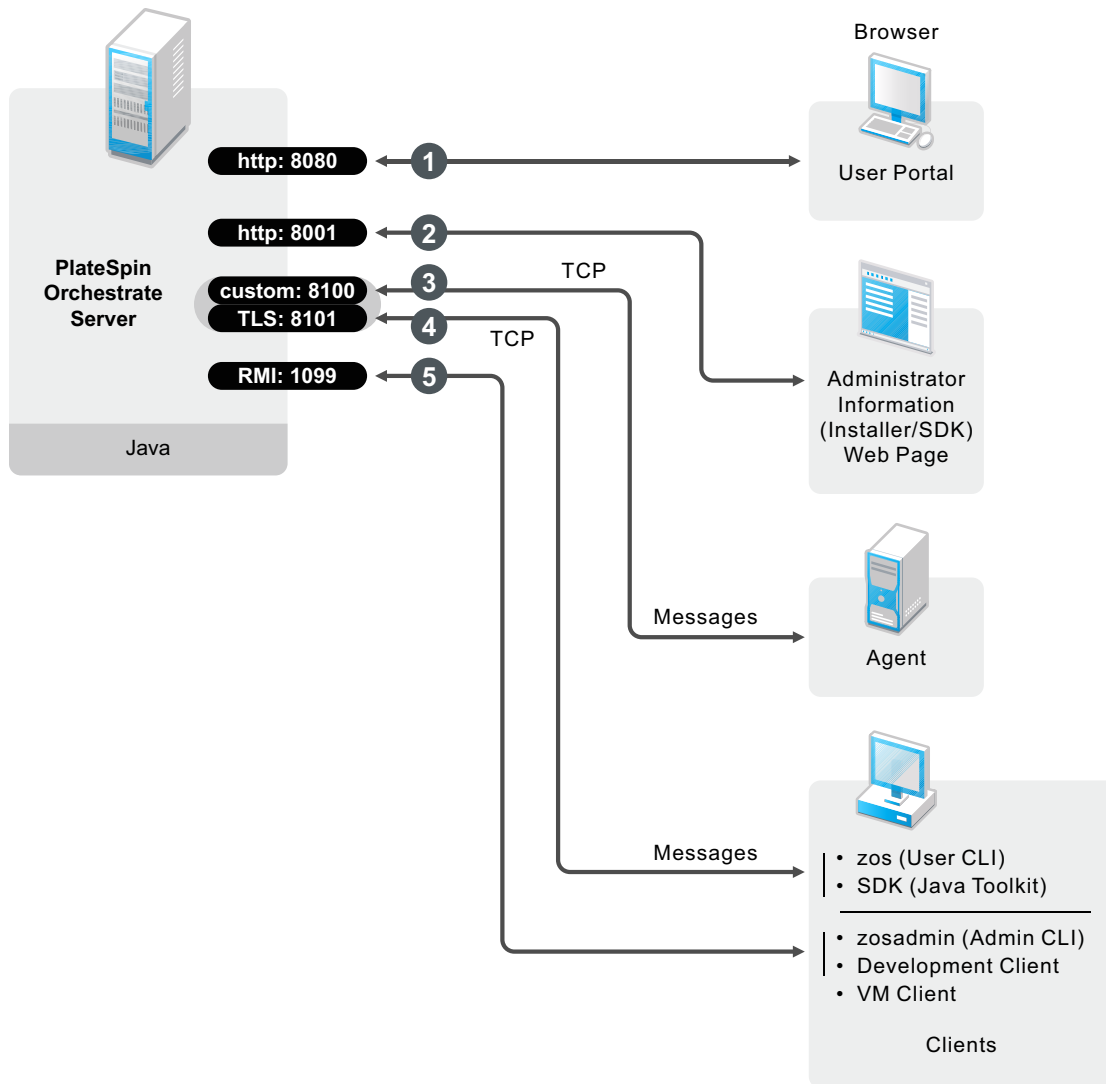 Browser
User Portal
http: 8080
1
http: 8001
2
PlateSpin
Orchestrate
Server
custom: 8100
3
TCP
TLS: 8101
4
TCP
RMI: 1099
5
Java
Administrator
Information
(Installer/SDK)
Web Page
Messages
Agent
Messages
• zos (User CLI)
• SDK (Java Toolkit)
• zosadmin (Admin CLI)
• Development Client
• VM Client
Clients